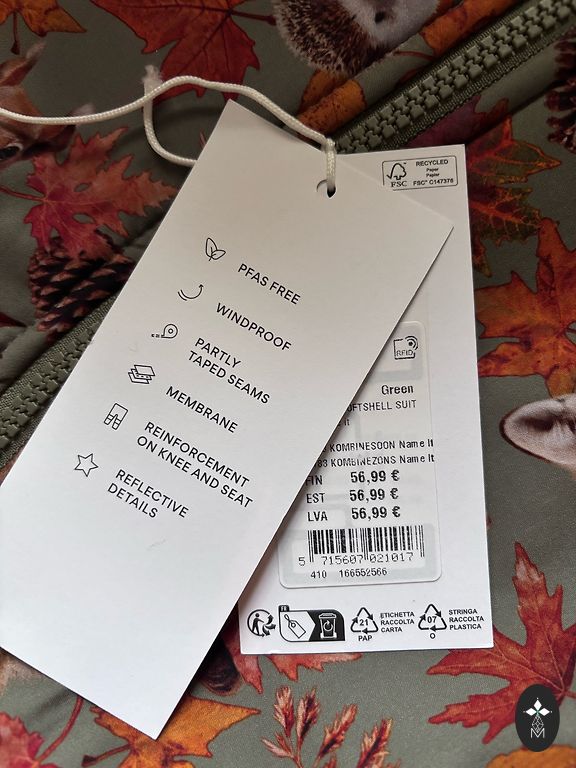 PFAS FREE
WINDPROOF
PARTLY
TAPED SEAMS
MEMBRANE
REINFORCEMENT
ON KNEE AND SEAT
REFLECTIVE
DETAILS
FSC
RECYCLED
Paper
Papier
FSC® C147376
RFID
Green
SUIT
KOMBINESOON Name It
KOMBINEZONS Name It
FIN 56,99 €
EST 56,99 €
LVA 56,99 €
5 715607 021017
410 166552566
FR
21
PAP
ETICHETTA
RACCOLTA
CARTA
07
O
STRINGA
RACCOLTA
PLASTICA
M